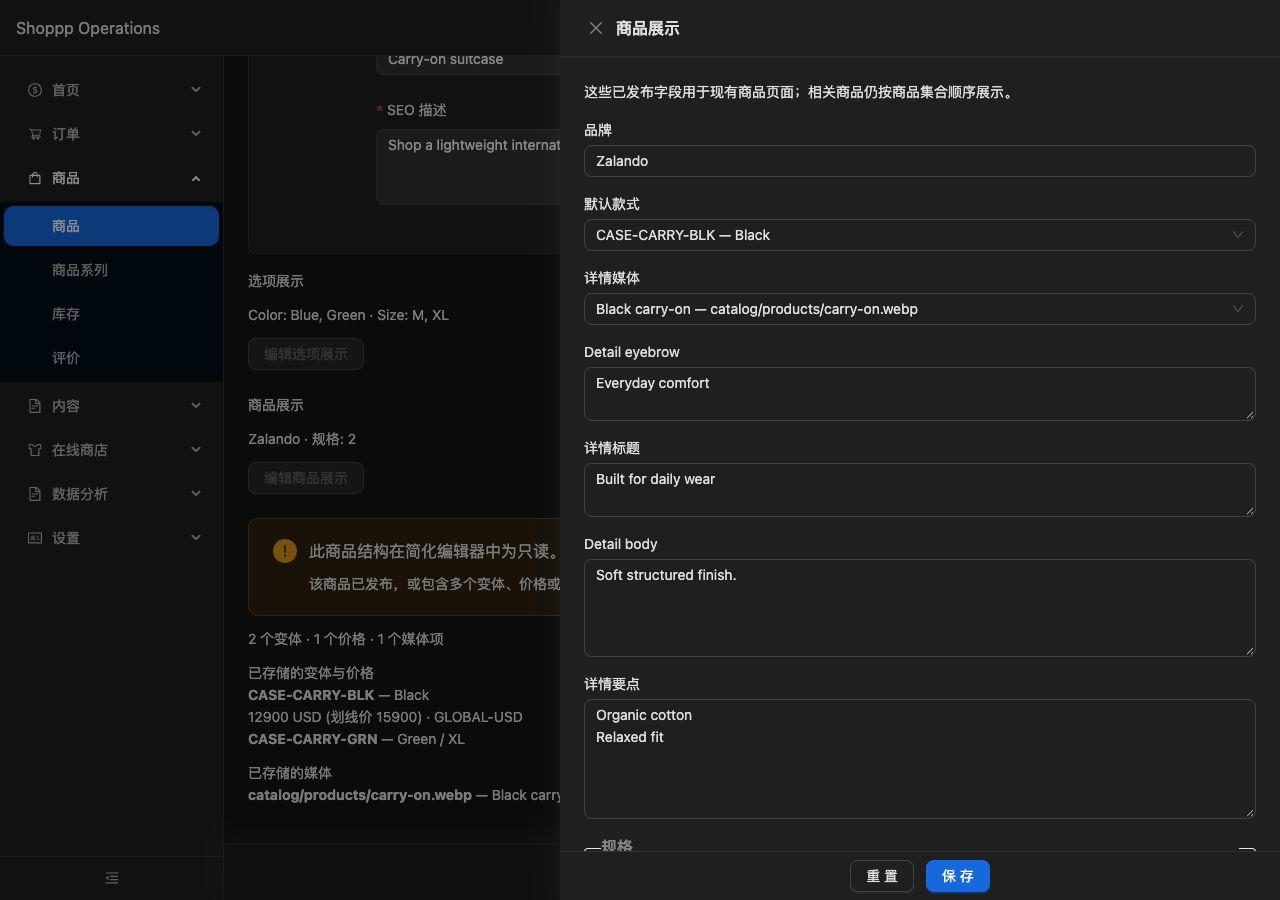 Shoppp Operations
首页
订单
商品
商品
商品系列
库存
评价
内容
在线商店
数据分析
设置
Carry-on suitcase
* SEO 描述
Shop a lightweight internat
选项展示
Color: Blue, Green · Size: M, XL
编辑选项展示
商品展示
Zalando · 规格: 2
编辑商品展示
此商品结构在简化编辑器中为只读。
该商品已发布，或包含多个变体、价格或
2 个变体 · 1 个价格 · 1 个媒体项
已存储的变体与价格
CASE-CARRY-BLK — Black
12900 USD (划线价 15900) · GLOBAL-USD
CASE-CARRY-GRN — Green / XL
已存储的媒体
catalog/products/carry-on.webp — Black carry
商品展示
这些已发布字段用于现有商品页面；相关商品仍按商品集合顺序展示。
品牌
Zalando
默认款式
CASE-CARRY-BLK — Black
详情媒体
Black carry-on — catalog/products/carry-on.webp
Detail eyebrow
Everyday comfort
详情标题
Built for daily wear
Detail body
Soft structured finish.
详情要点
Organic cotton
Relaxed fit
规格
重 置
保 存